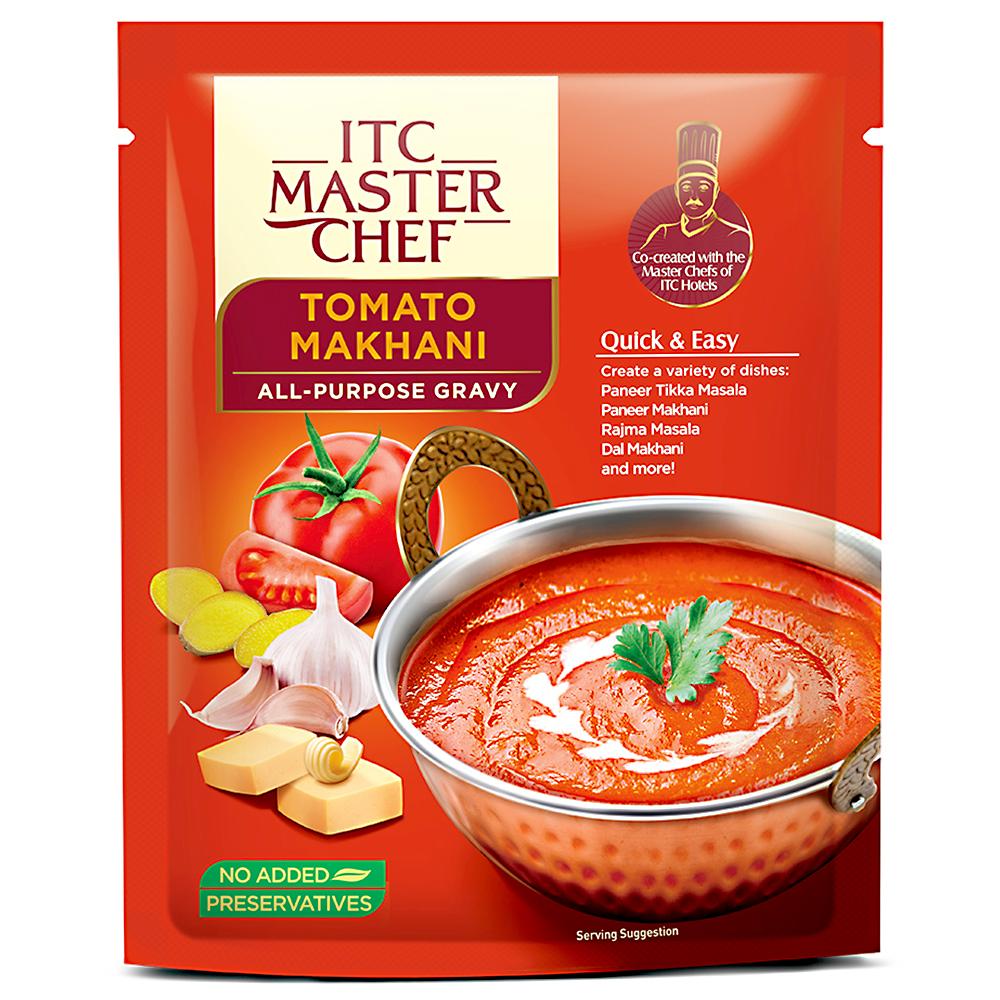 ITC
MASTER
CHEF
TOMATO
MAKHANI
ALL-PURPOSE GRAVY
Co-created with the
Master Chefs of
ITC Hotels
Quick & Easy
Create a variety of dishes:
Paneer Tikka Masala
Paneer Makhani
Rajma Masala
Dal Makhani
and more!
NO ADDED
PRESERVATIVES
Serving Suggestion